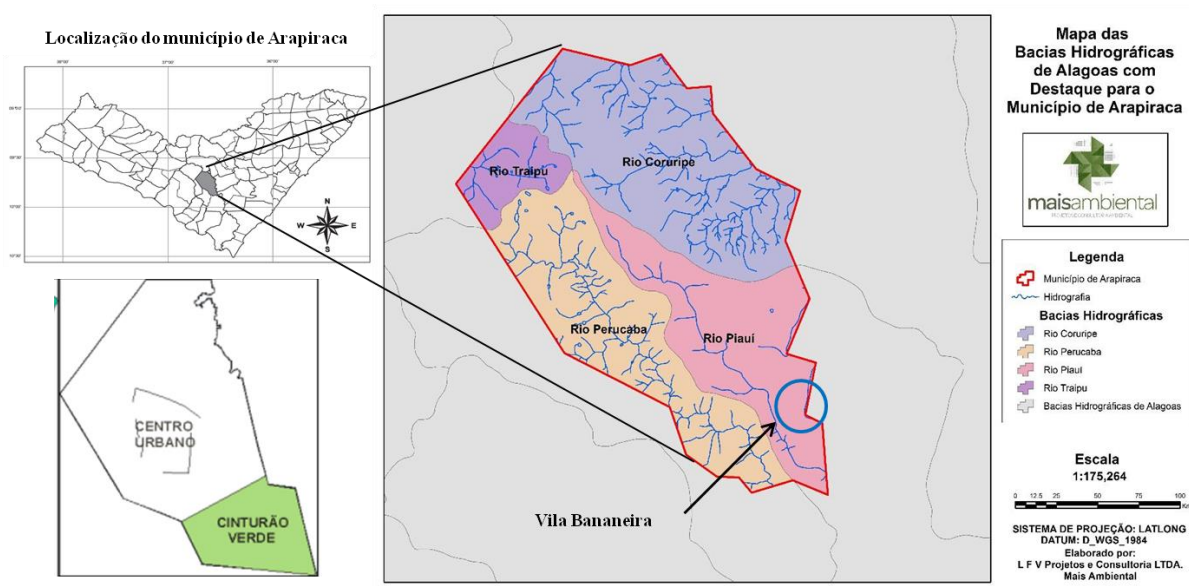 Localização do município de Arapiraca
N
W E
S
CENTRO
URBANO
CINTURÃO
VERDE
Rio Coruripe
Rio Traipú
Rio Perucaba
Rio Piauí
Vila Bananeira
Mapa das
Bacias Hidrográficas
de Alagoas com
Destaque para o
Município de Arapiraca
maisambiental
Legenda
Município de Arapiraca
Hidrografia
Bacias Hidrográficas
Rio Coruripe
Rio Perucaba
Rio Piauí
Rio Traipu
Bacias Hidrográficas de Alagoas
Escala
1:175,264
0 12.5 25 50 75 100
Km
SISTEMA DE PROJEÇÃO: LATLONG
DATUM: D_WGS_1984
Elaborado por:
L F V Projetos e Consultoria LTDA.
Mais Ambiental